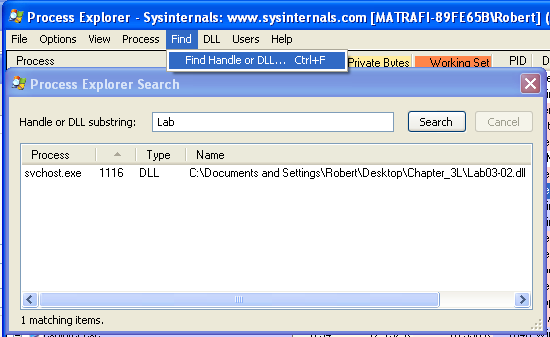 Process Explorer - Sysinternals: www.sysinternals.com [MATRAFI-89FE65B\Robert]
File Options View Process Find DLL Users Help
Process Private Bytes Working Set PID
Find Handle or DLL... Ctrl+F
Process Explorer Search
Handle or DLL substring: Lab Search Cancel
Process Type Name
svchost.exe 1116 DLL C:\Documents and Settings\Robert\Desktop\Chapter_3L\Lab03-02.dll
1 matching items.